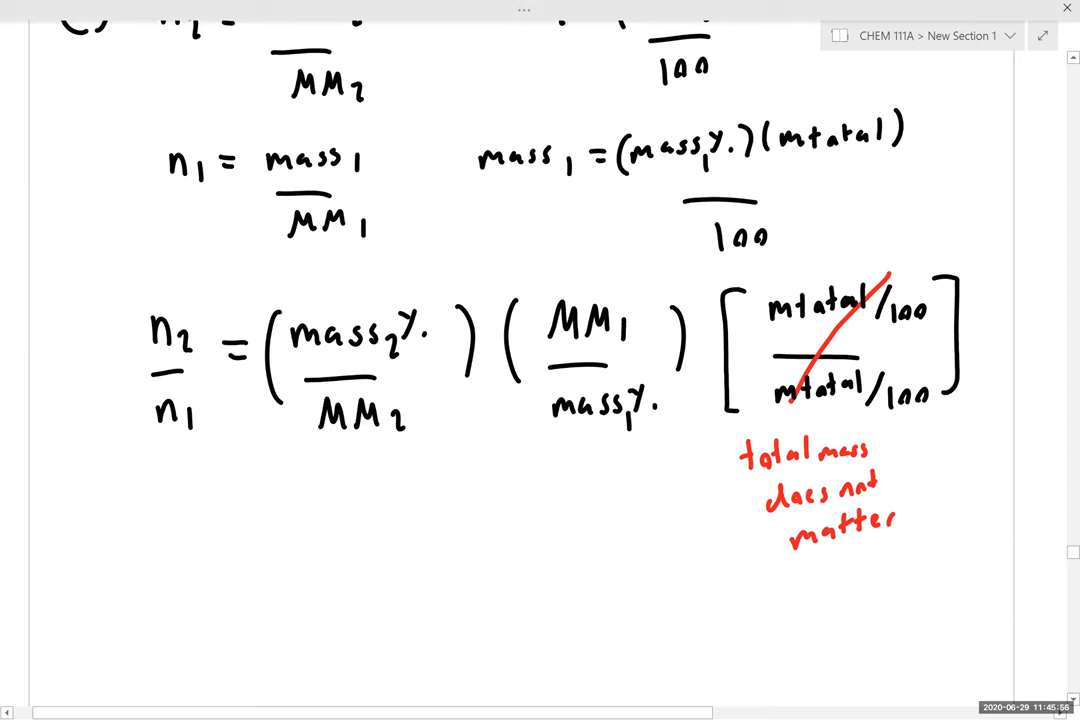 CHEM 111A > New Section 1
MM₂
100
n₁ = mass₁ / MM₁
mass₁ = (mass₁%)(mtotal) / 100
n₂ / n₁ = (mass₂% / MM₂) (MM₁ / mass₁%) [mtotal/100 / mtotal/100]
total mass
does not
matter
2020-06-29 11:45:56